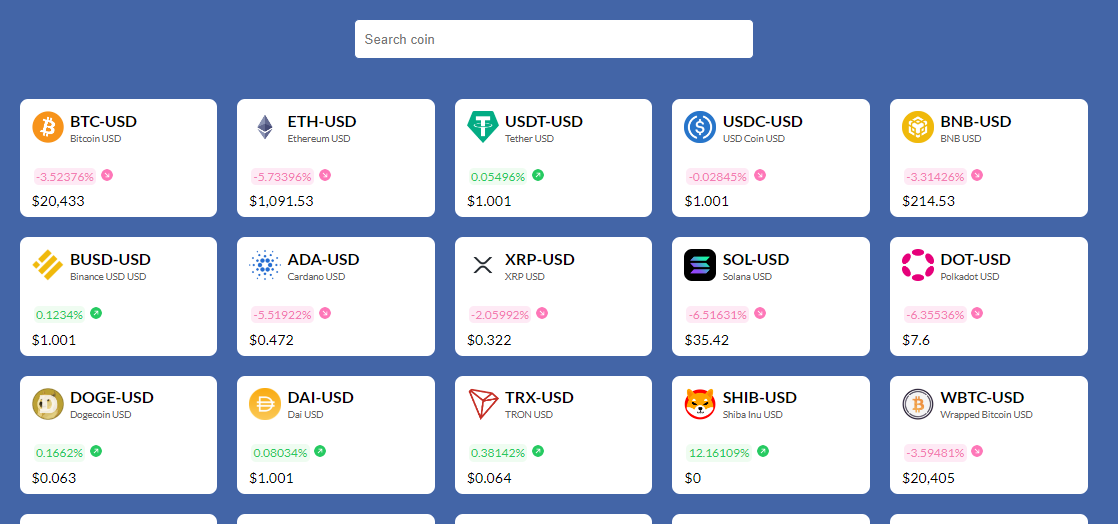 Search coin
BTC-USD
Bitcoin USD
-3.52376%
$20,433
ETH-USD
Ethereum USD
-5.73396%
$1,091.53
USDT-USD
Tether USD
0.05496%
$1.001
USDC-USD
USD Coin USD
-0.02845%
$1.001
BNB-USD
BNB USD
-3.31426%
$214.53
BUSD-USD
Binance USD USD
0.1234%
$1.001
ADA-USD
Cardano USD
-5.51922%
$0.472
XRP-USD
XRP USD
-2.05992%
$0.322
SOL-USD
Solana USD
-6.51631%
$35.42
DOT-USD
Polkadot USD
-6.35536%
$7.6
DOGE-USD
Dogecoin USD
0.1662%
$0.063
DAI-USD
Dai USD
0.08034%
$1.001
TRX-USD
TRON USD
0.38142%
$0.064
SHIB-USD
Shiba Inu USD
12.16109%
$0
WBTC-USD
Wrapped Bitcoin USD
-3.59481%
$20,405